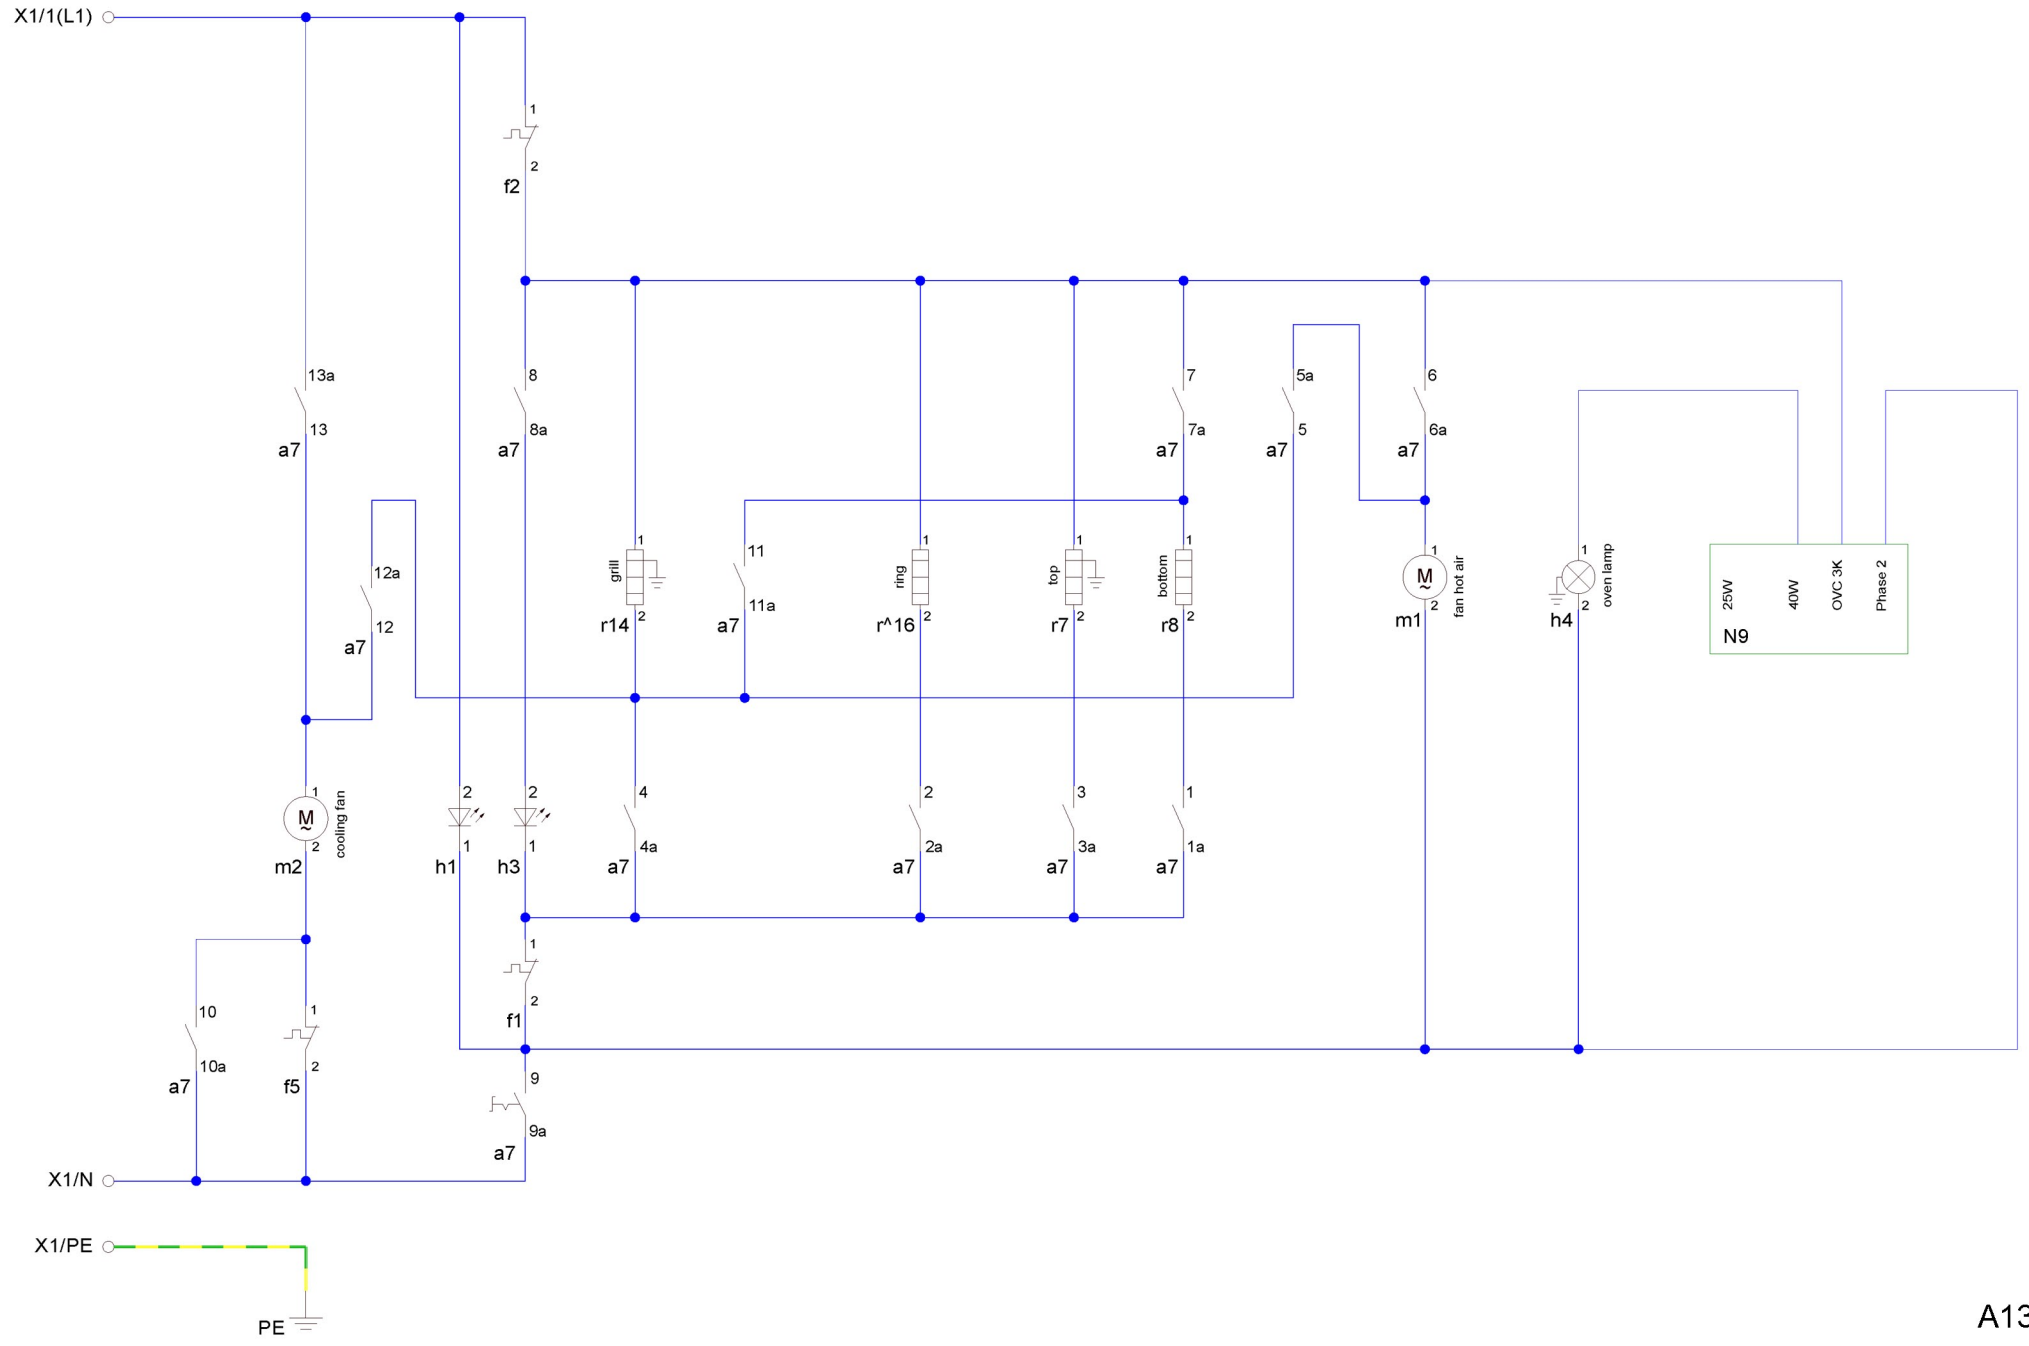 X1/1(L1)
1
2
f2
13a
13
a7
8
8a
a7
7
7a
a7
5a
5
a7
6
6a
a7
12a
12
a7
grill
1
2
r14
11
11a
a7
ring
1
2
r^16
top
1
2
r7
bottom
1
2
r8
1
M
~
2
m1
fan hot air
1
2
h4
oven lamp
25W
40W
OVC 3K
Phase 2
N9
1
M
~
2
m2
cooling fan
2
1
h1
2
1
h3
4
4a
a7
2
2a
a7
3
3a
a7
1
1a
a7
1
2
f1
10
10a
a7
1
2
f5
9
9a
a7
X1/N
X1/PE
PE
A13